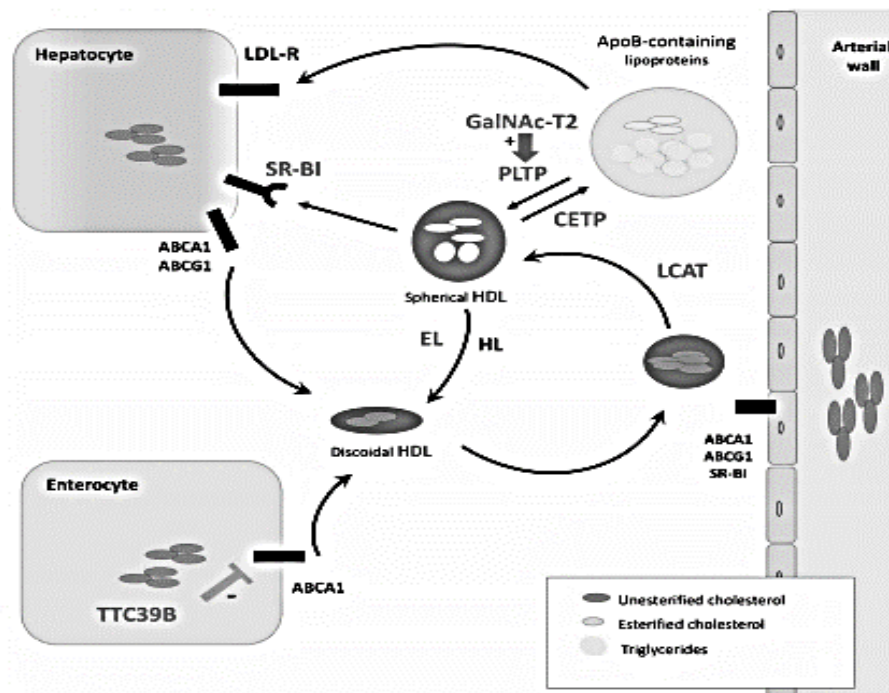 Hepatocyte
LDL-R
ApoB-containing
lipoproteins
Arterial
wall
GalNAc-T2
+
PLTP
SR-BI
CETP
ABCA1
ABCG1
LCAT
Spherical HDL
EL
HL
Discoidal HDL
ABCA1
ABCG1
SR-BI
Enterocyte
ABCA1
TTC39B
-
Unesterified cholesterol
Esterified cholesterol
Triglycerides